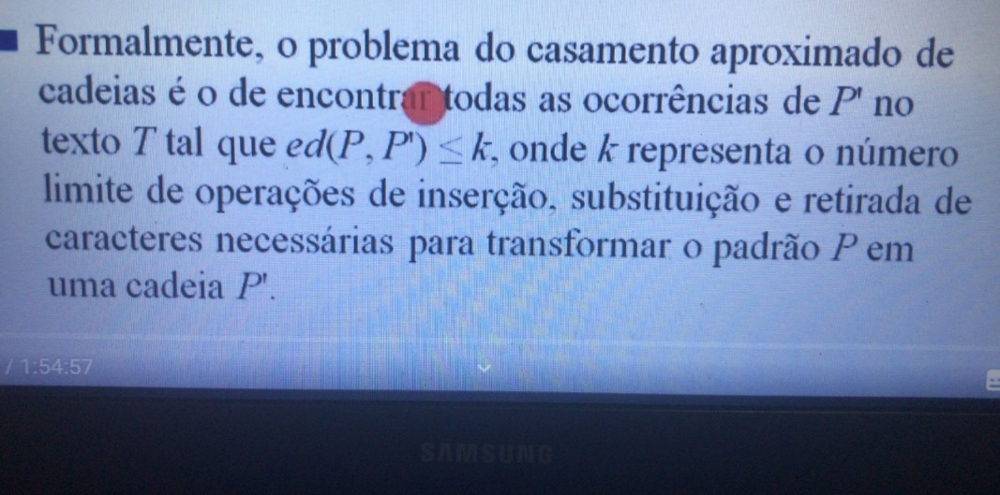 Formalmente, o problema do casamento aproximado de
cadeias é o de encontrar todas as ocorrências de P' no
texto T tal que ed(P, P') ≤ k, onde k representa o número
limite de operações de inserção, substituição e retirada de
caracteres necessárias para transformar o padrão P em
uma cadeia P'.
/ 1:54:57
SAMSUNG